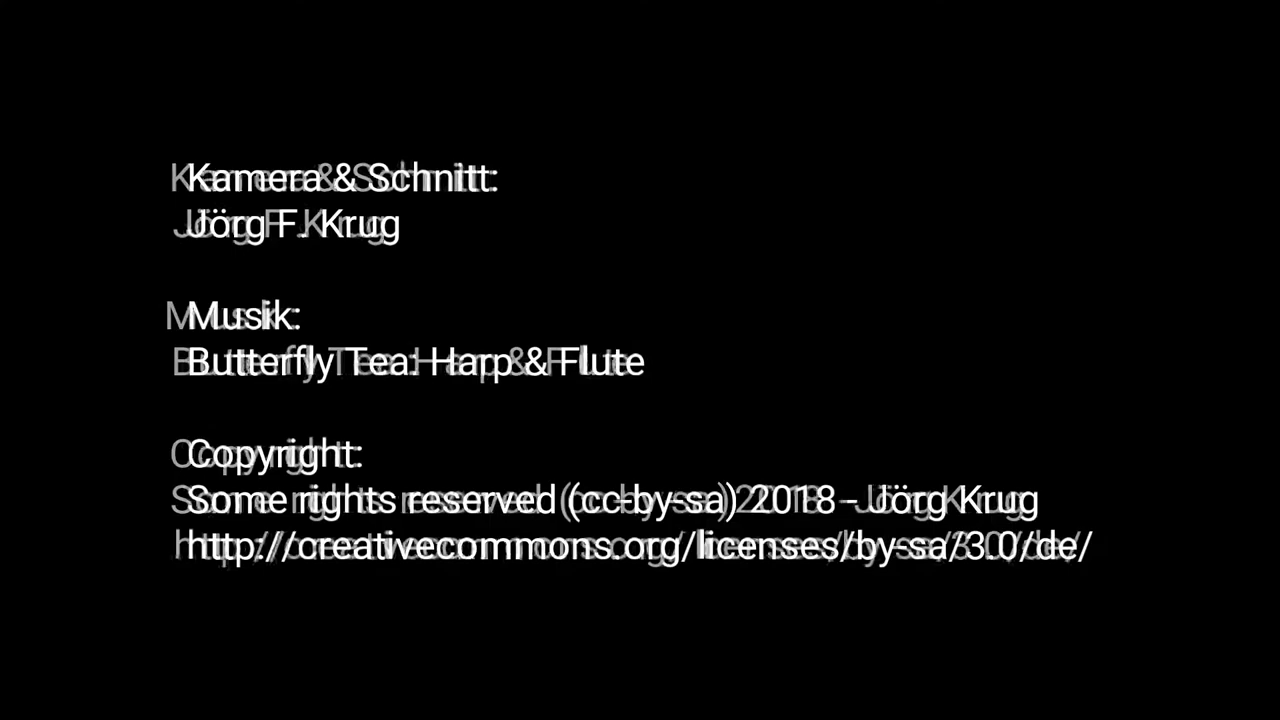 Kamera & Schnitt:
Jörg F. Krug
Musik:
Butterfly Tea: Harp & Flute
Copyright:
Some rights reserved (cc-by-sa) 2018 - Jörg Krug
http://creativecommons.org/licenses/by-sa/3.0/de/